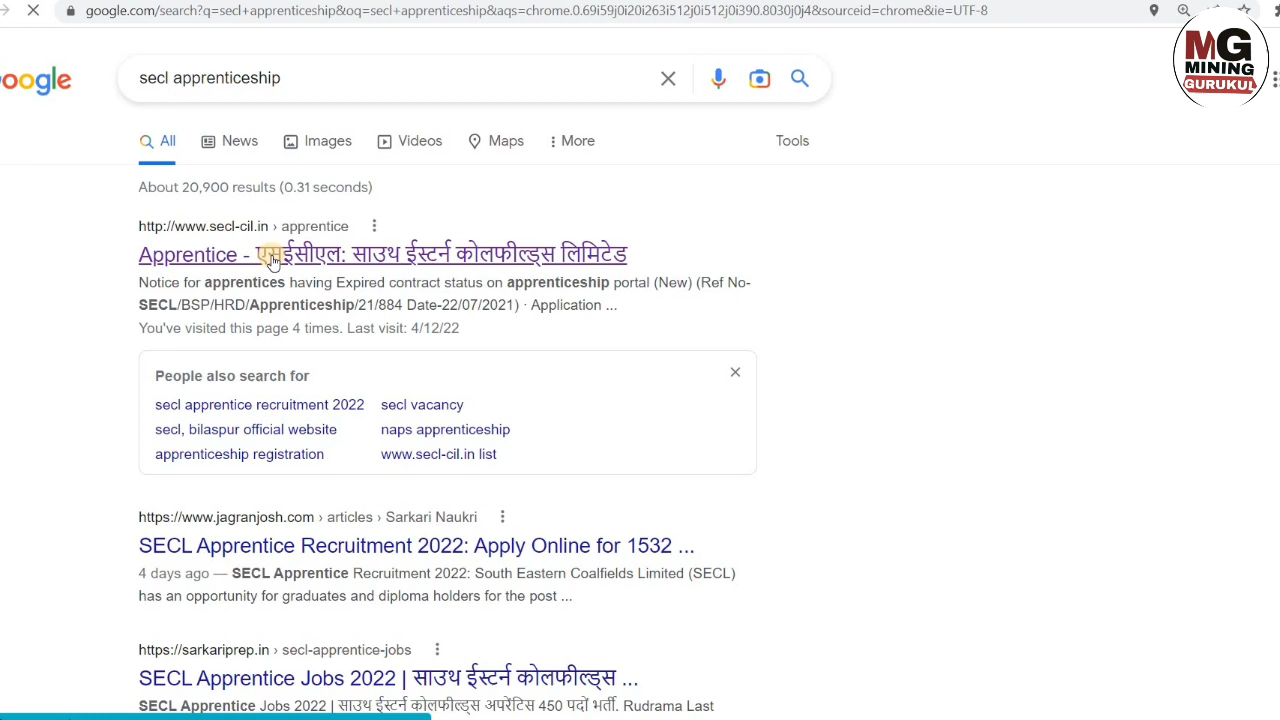 google.com/search?q=secl+apprenticeship&oq=secl+apprenticeship&aqs=chrome.0.69i59j0i20i263i512j0i512j0i390.8030j0j4&sourceid=chrome&ie=UTF-8
MG
MINING
GURUKUL
oogle
secl apprenticeship
All News Images Videos Maps More Tools
About 20,900 results (0.31 seconds)
http://www.secl-cil.in › apprentice
Apprentice - एसईसीएल: साउथ ईस्टर्न कोलफील्ड्स लिमिटेड
Notice for apprentices having Expired contract status on apprenticeship portal (New) (Ref No-
SECL/BSP/HRD/Apprenticeship/21/884 Date-22/07/2021) · Application ...
You've visited this page 4 times. Last visit: 4/12/22
People also search for
secl apprentice recruitment 2022 secl vacancy
secl, bilaspur official website naps apprenticeship
apprenticeship registration www.secl-cil.in list
https://www.jagranjosh.com › articles › Sarkari Naukri
SECL Apprentice Recruitment 2022: Apply Online for 1532 ...
4 days ago — SECL Apprentice Recruitment 2022: South Eastern Coalfields Limited (SECL)
has an opportunity for graduates and diploma holders for the post ...
https://sarkariprep.in › secl-apprentice-jobs
SECL Apprentice Jobs 2022 | साउथ ईस्टर्न कोलफील्ड्स ...
SECL Apprentice Jobs 2022 | साउथ ईस्टर्न कोलफील्ड्स अपरेंटिस 450 पदों भर्ती. Rudrama Last